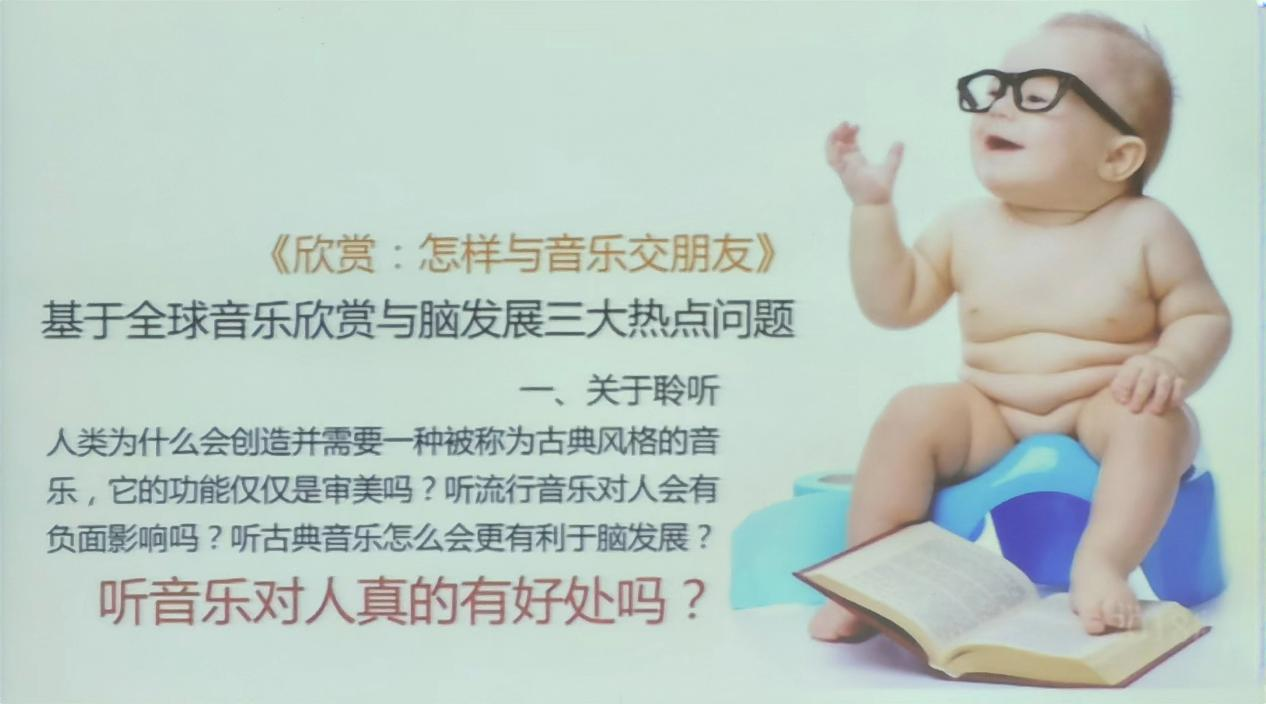 《欣赏：怎样与音乐交朋友》
基于全球音乐欣赏与脑发展三大热点问题
一、关于聆听
人类为什么会创造并需要一种被称为古典风格的音
乐，它的功能仅仅是审美吗？听流行音乐对人会有
负面影响吗？听古典音乐怎么会更有利于脑发展？
听音乐对人真的有好处吗？